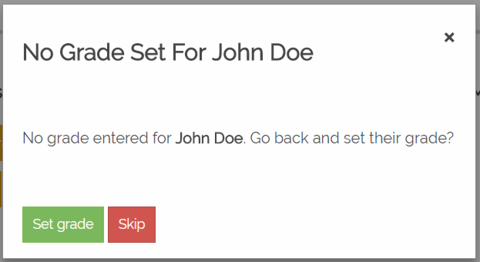 No Grade Set For John Doe
×
No grade entered for John Doe. Go back and set their grade?
Set grade
Skip